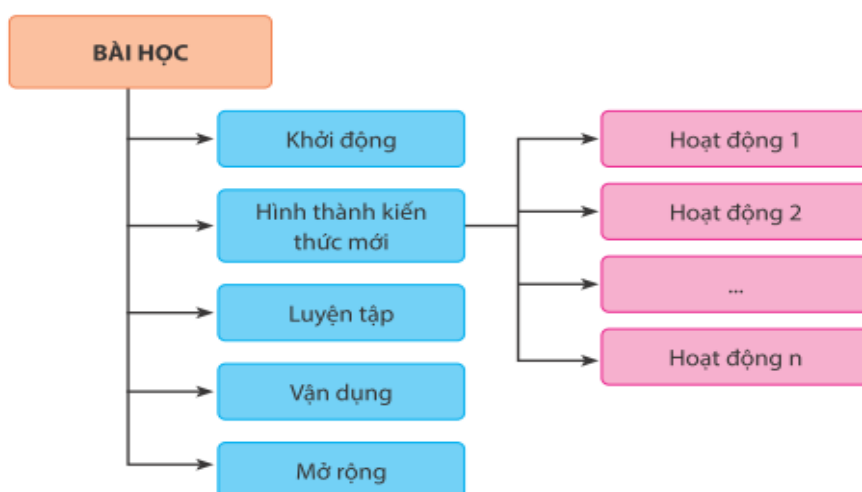 BÀI HỌC
Khởi động
Hình thành kiến
thức mới
Luyện tập
Vận dụng
Mở rộng
Hoạt động 1
Hoạt động 2
...
Hoạt động n